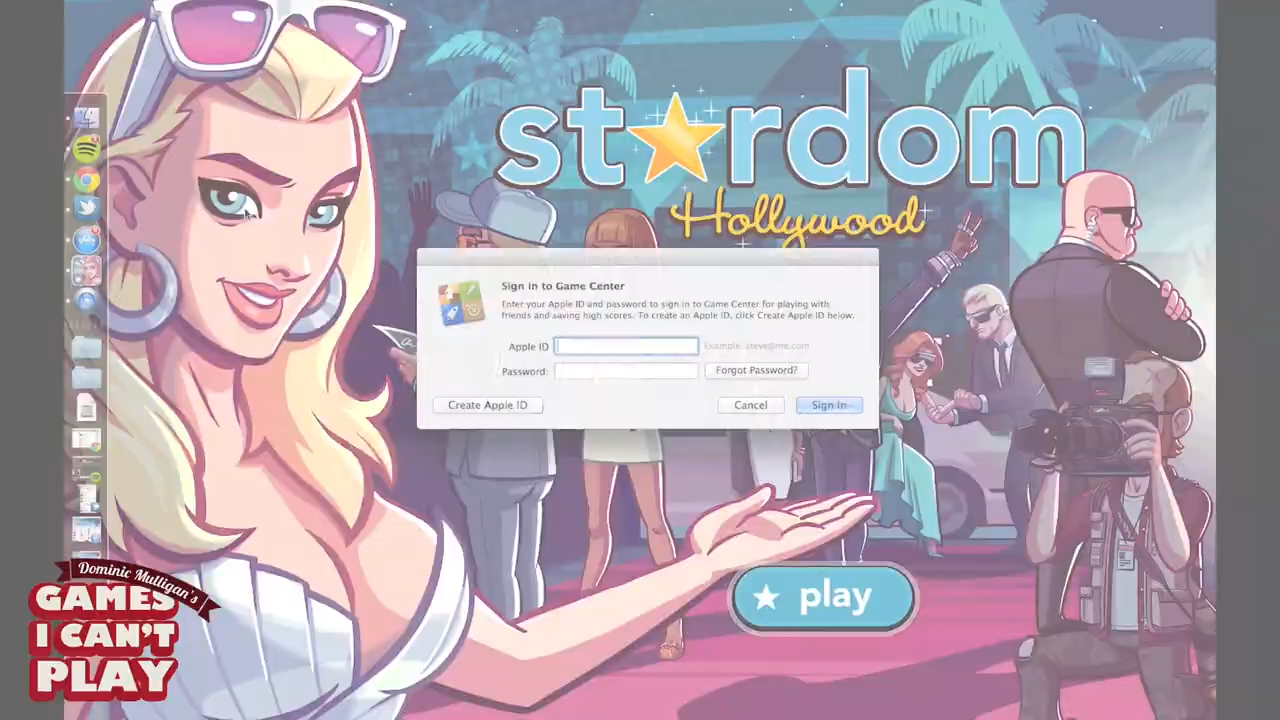 stardom
Hollywood
Sign in to Game Center
Enter your Apple ID and password to sign in to Game Center for playing with
friends and saving high scores. To create an Apple ID, click Create Apple ID below.
Apple ID
Example: steve@me.com
Password:
Forgot Password?
Create Apple ID
Cancel
Sign In
play
Dominic Mulligan's
GAMES
I CAN'T
PLAY